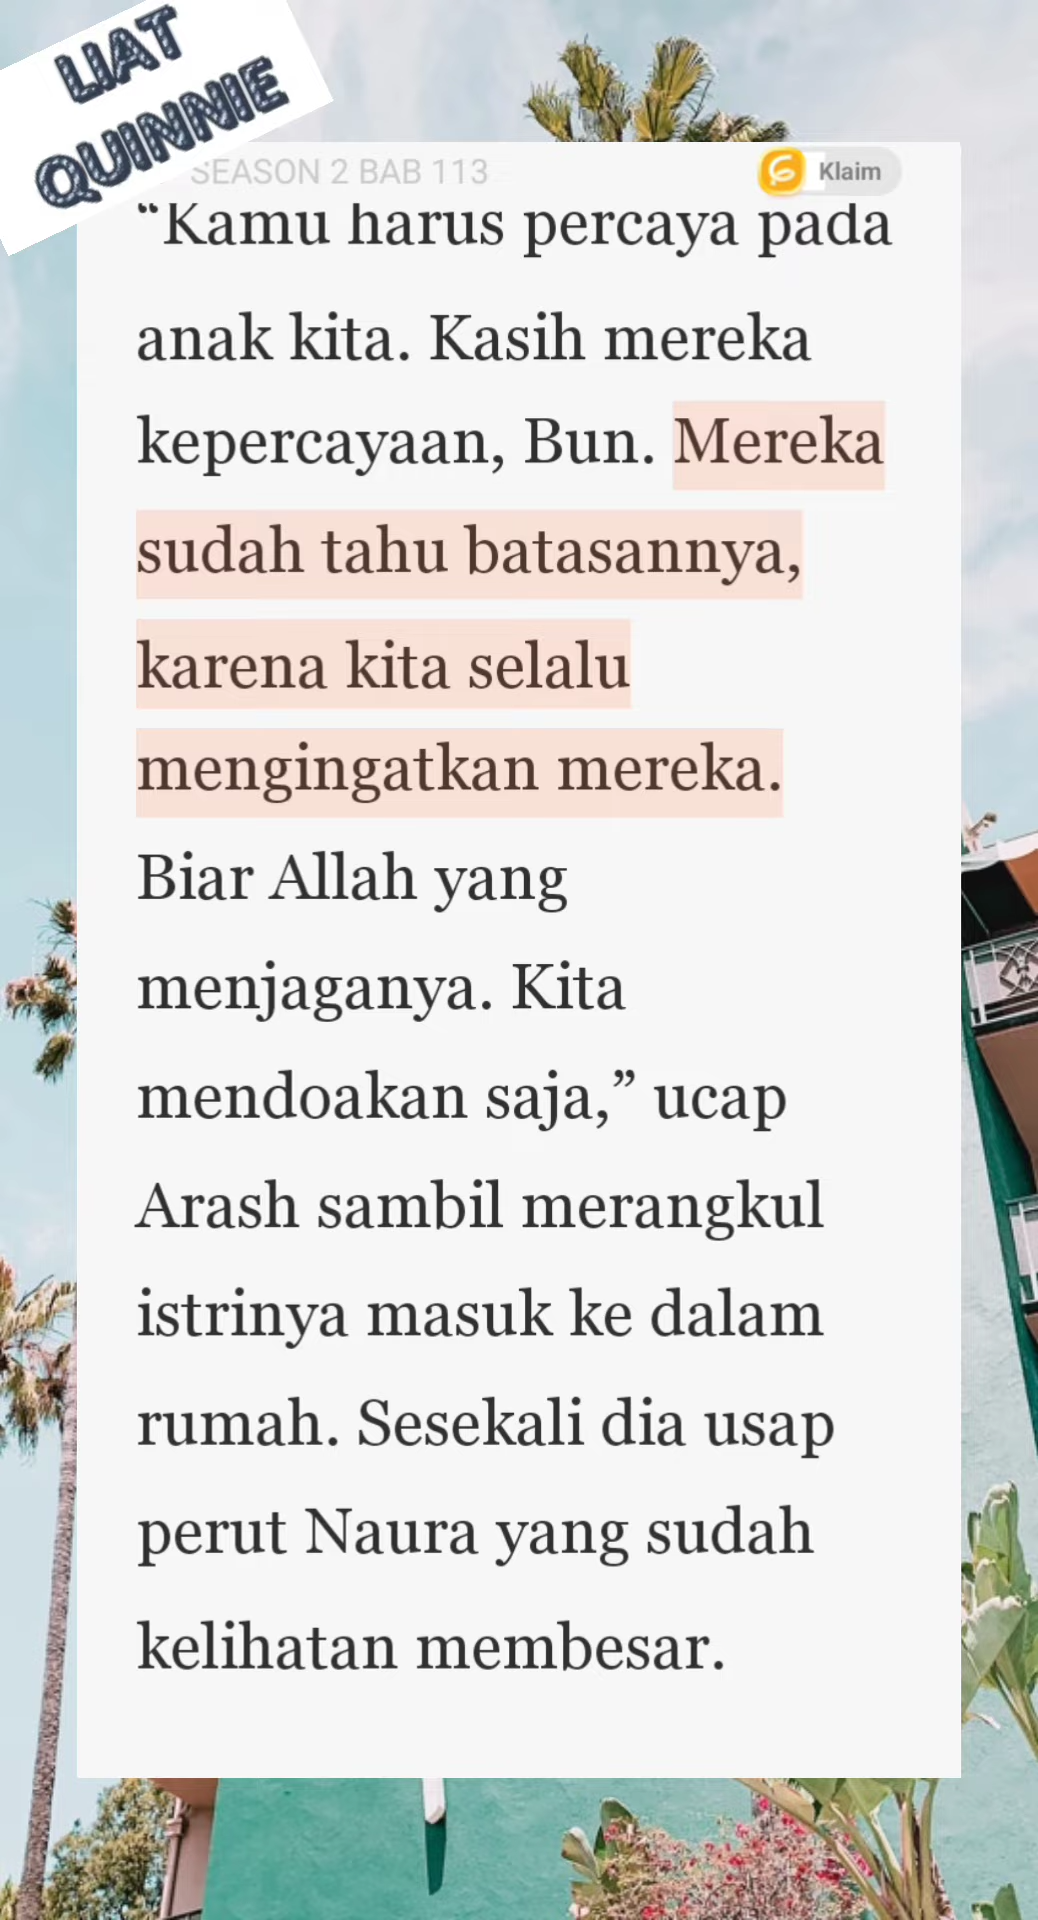 LIAT
QUINNIE
SEASON 2 BAB 113
Klaim
“Kamu harus percaya pada
anak kita. Kasih mereka
kepercayaan, Bun. Mereka
sudah tahu batasannya,
karena kita selalu
mengingatkan mereka.
Biar Allah yang
menjaganya. Kita
mendoakan saja,” ucap
Arash sambil merangkul
istrinya masuk ke dalam
rumah. Sesekali dia usap
perut Naura yang sudah
kelihatan membesar.